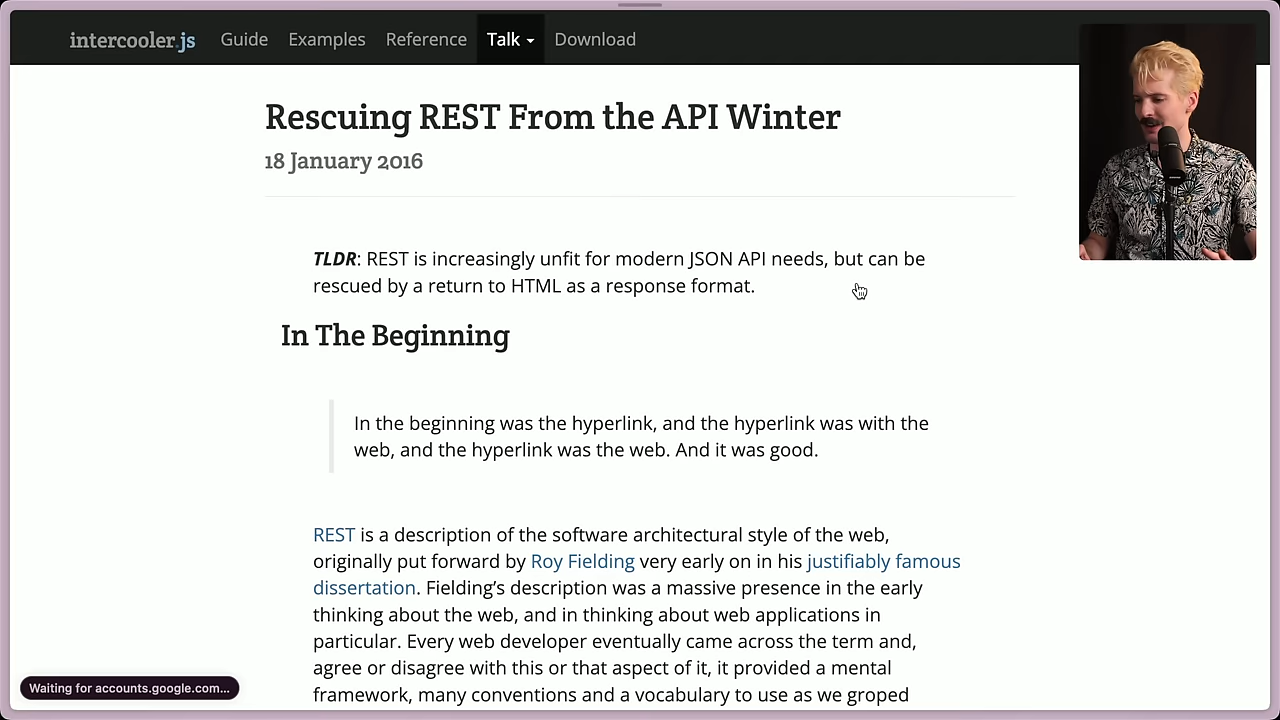 intercooler.js Guide Examples Reference Talk Download
Rescuing REST From the API Winter
18 January 2016
TLDR: REST is increasingly unfit for modern JSON API needs, but can be
rescued by a return to HTML as a response format.
In The Beginning
In the beginning was the hyperlink, and the hyperlink was with the
web, and the hyperlink was the web. And it was good.
REST is a description of the software architectural style of the web,
originally put forward by Roy Fielding very early on in his justifiably famous
dissertation. Fielding’s description was a massive presence in the early
thinking about the web, and in thinking about web applications in
particular. Every web developer eventually came across the term and,
agree or disagree with this or that aspect of it, it provided a mental
framework, many conventions and a vocabulary to use as we groped
Waiting for accounts.google.com...